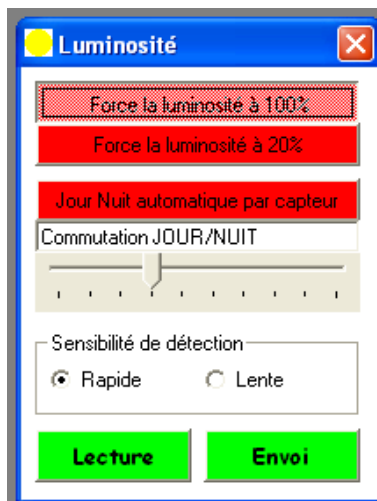 Luminosité
Force la luminosité à 100%
Force la luminosité à 20%
Jour Nuit automatique par capteur
Commutation JOUR/NUIT
Sensibilité de détection
Rapide Lente
Lecture Envoi